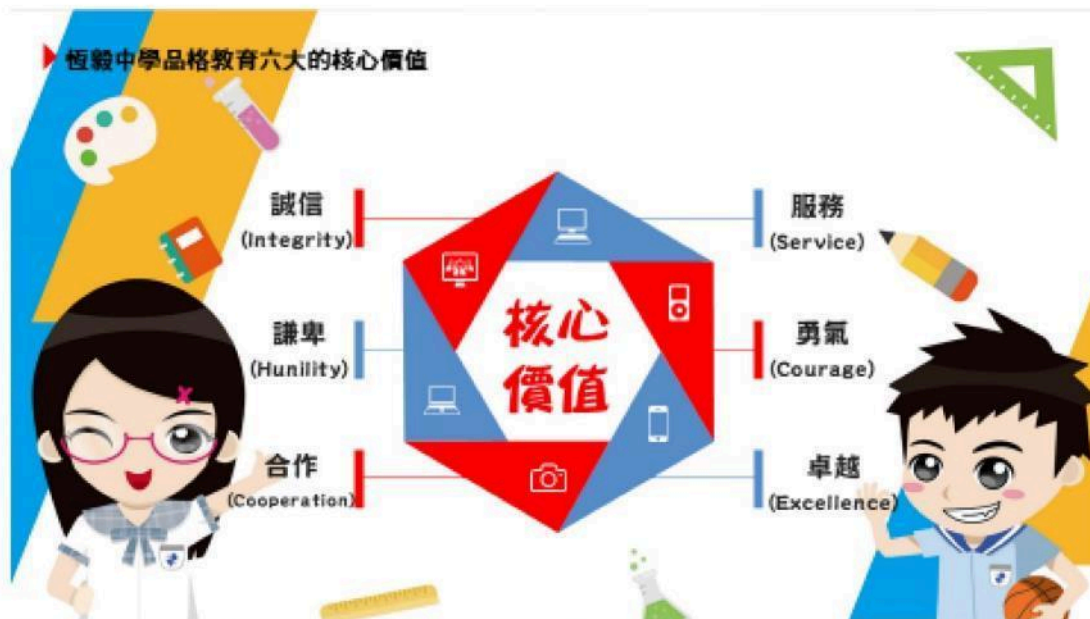 恆毅中學品格教育六大的核心價值
誠信
(Integrity)
謙卑
(Hunility)
合作
(Cooperation)
核心
價值
服務
(Service)
勇氣
(Courage)
卓越
(Excellence)